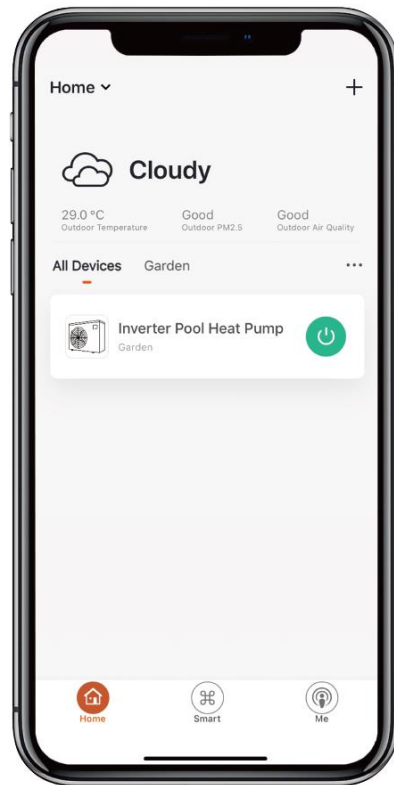 Home
Cloudy
29.0 °C Good Good
Outdoor Temperature Outdoor PM2.5 Outdoor Air Quality
All Devices Garden ...
Inverter Pool Heat Pump
Garden
Home Smart Me